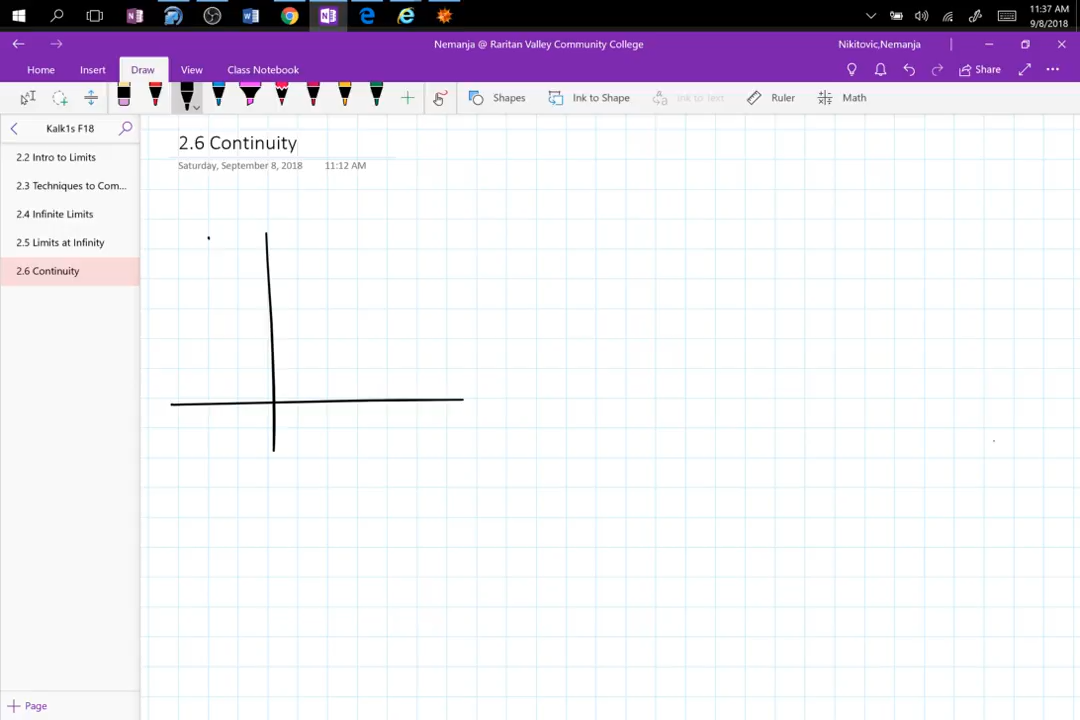 11:37 AM
9/8/2018
Nemanja @ Raritan Valley Community College
Nikitovic,Nemanja
Home Insert Draw View Class Notebook
Share
Shapes Ink to Shape Ink to Text Ruler Math
Kalk1s F18
2.2 Intro to Limits
2.3 Techniques to Com...
2.4 Infinite Limits
2.5 Limits at Infinity
2.6 Continuity
Page
2.6 Continuity
Saturday, September 8, 2018 11:12 AM